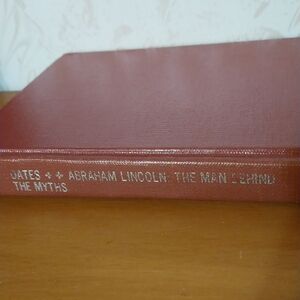 OATES ++ ABRAHAM LINCOLN: THE MAN BEHIND
THE MYTHS